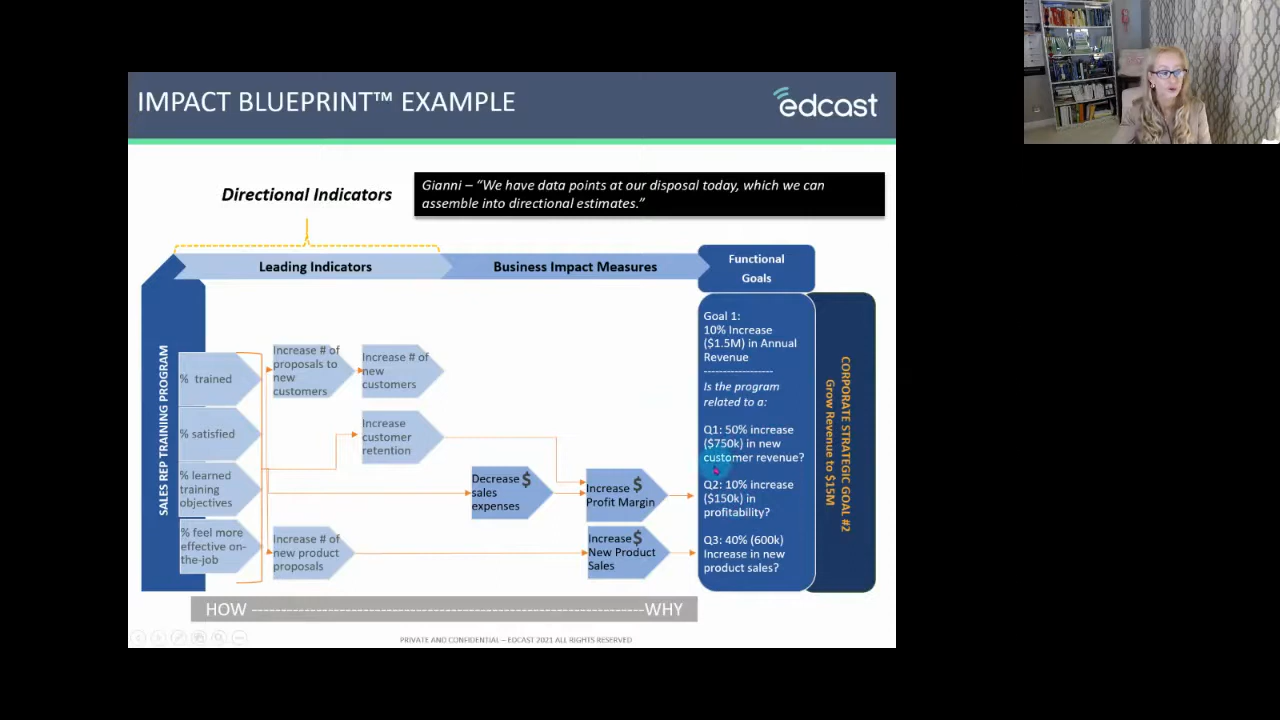 IMPACT BLUEPRINT™ EXAMPLE
edcast
Directional Indicators
Gianni – “We have data points at our disposal today, which we can
assemble into directional estimates.”
Leading Indicators
Business Impact Measures
Functional
Goals
SALES REP TRAINING PROGRAM
% trained
% satisfied
% learned
training
objectives
% feel more
effective on-
the-job
Increase # of
proposals to
new
customers
Increase # of
new
customers
Increase
customer
retention
Decrease $
sales
expenses
Increase $
Profit Margin
Increase # of
new product
proposals
Increase $
New Product
Sales
Goal 1:
10% Increase
($1.5M) in Annual
Revenue
------------------
Is the program
related to a:
Q1: 50% increase
($750k) in new
customer revenue?
Q2: 10% increase
($150k) in
profitability?
Q3: 40% (600k)
Increase in new
product sales?
CORPORATE STRATEGIC GOAL #2
Grow Revenue to $15M
HOW ------------------------------------------------------------WHY
PRIVATE AND CONFIDENTIAL – EDCAST 2021 ALL RIGHTS RESERVED